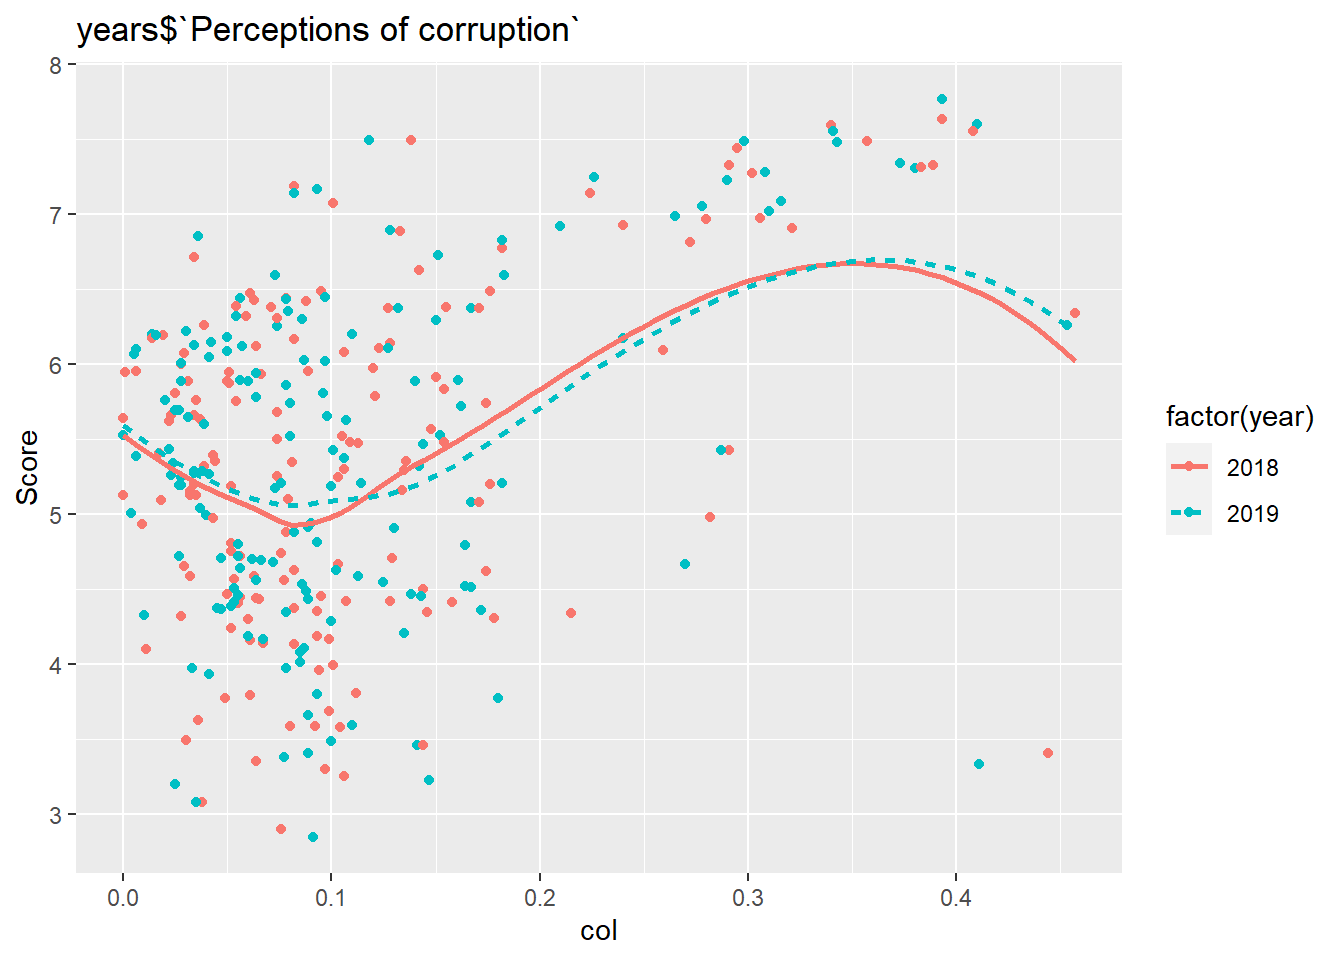 years$`Perceptions of corruption`
8
7
6
5
4
3
Score
0.0 0.1 0.2 0.3 0.4
col
factor(year)
2018
2019